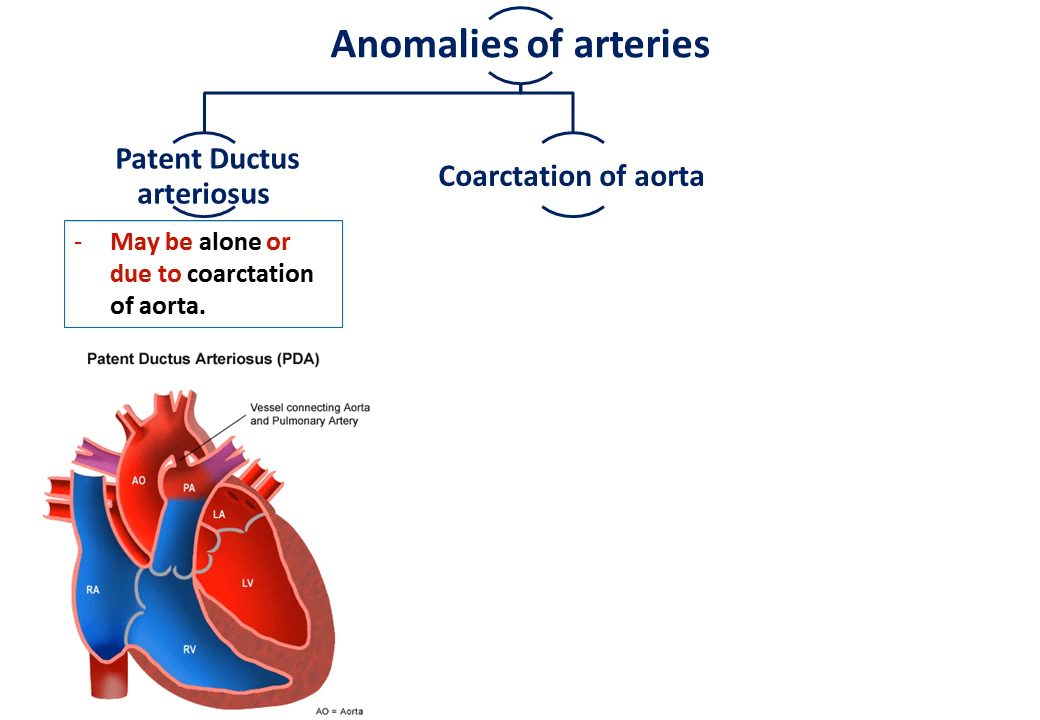 Anomalies of arteries
Patent Ductus
arteriosus
Coarctation of aorta
- May be alone or
due to coarctation
of aorta.
Patent Ductus Arteriosus (PDA)
Vessel connecting Aorta
and Pulmonary Artery
AO
PA
LA
LV
RA
RV
AO = Aorta